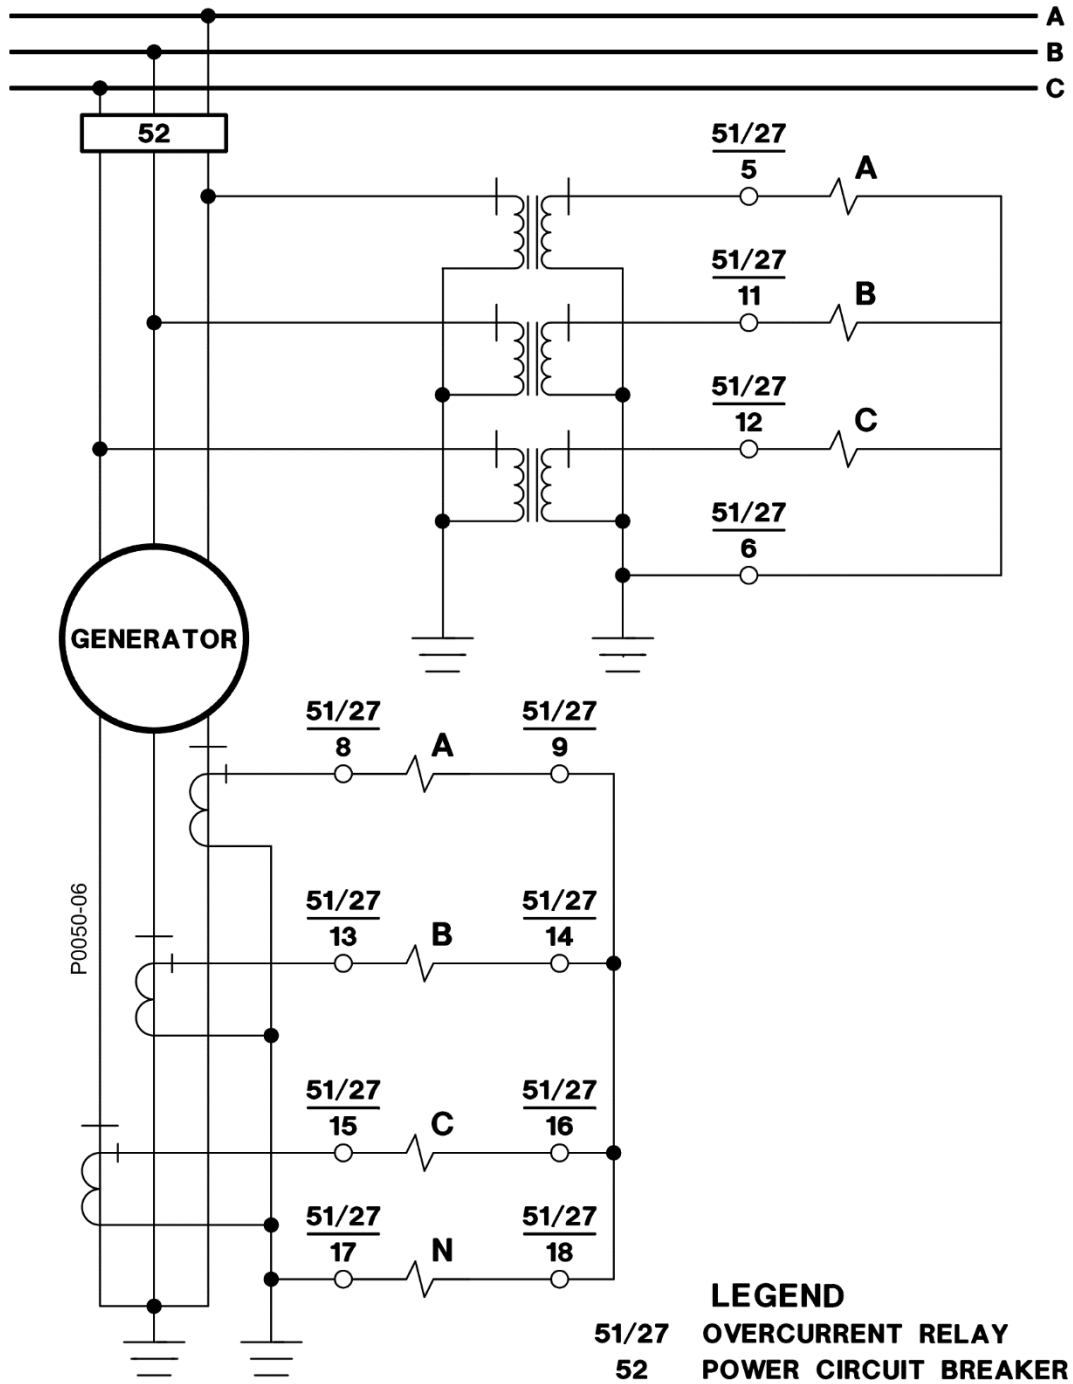 A
B
C
52
51/27
5
A
51/27
11
B
51/27
12
C
51/27
6
GENERATOR
51/27
8
A
51/27
9
P0050-06
51/27
13
B
51/27
14
51/27
15
C
51/27
16
51/27
17
N
51/27
18
LEGEND
51/27 OVERCURRENT RELAY
52 POWER CIRCUIT BREAKER